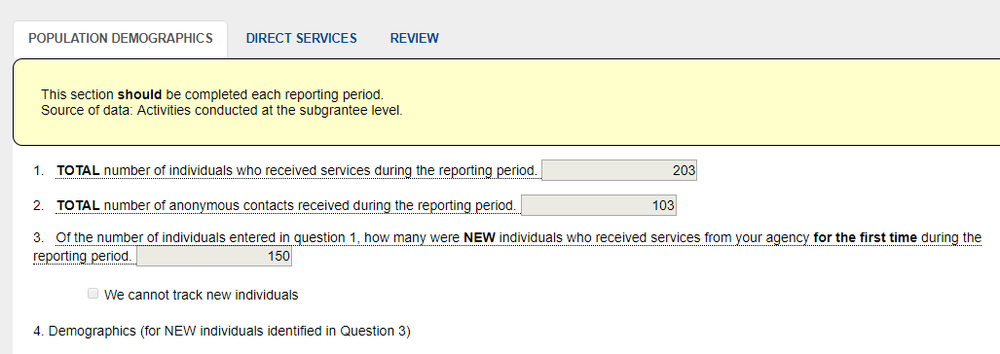 POPULATION DEMOGRAPHICS DIRECT SERVICES REVIEW
This section should be completed each reporting period.
Source of data: Activities conducted at the subgrantee level.
1. TOTAL number of individuals who received services during the reporting period. 203
2. TOTAL number of anonymous contacts received during the reporting period. 103
3. Of the number of individuals entered in question 1, how many were NEW individuals who received services from your agency for the first time during the
reporting period. 150
We cannot track new individuals
4. Demographics (for NEW individuals identified in Question 3)